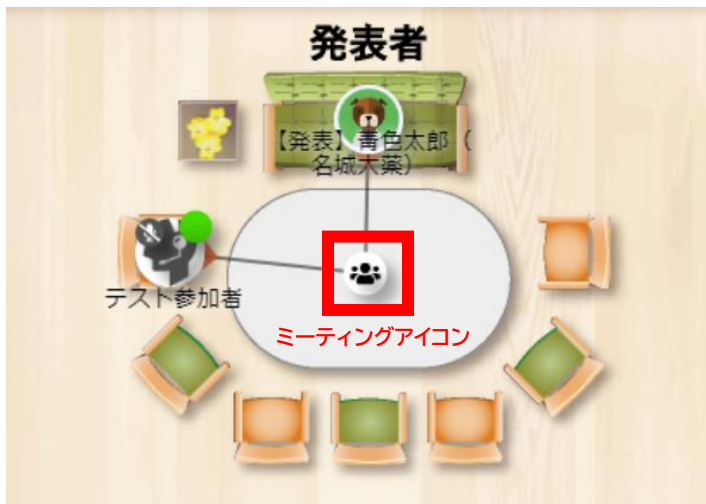 発表者
【発表】青色太郎（
名城大薬）
テスト参加者
ミーティングアイコン